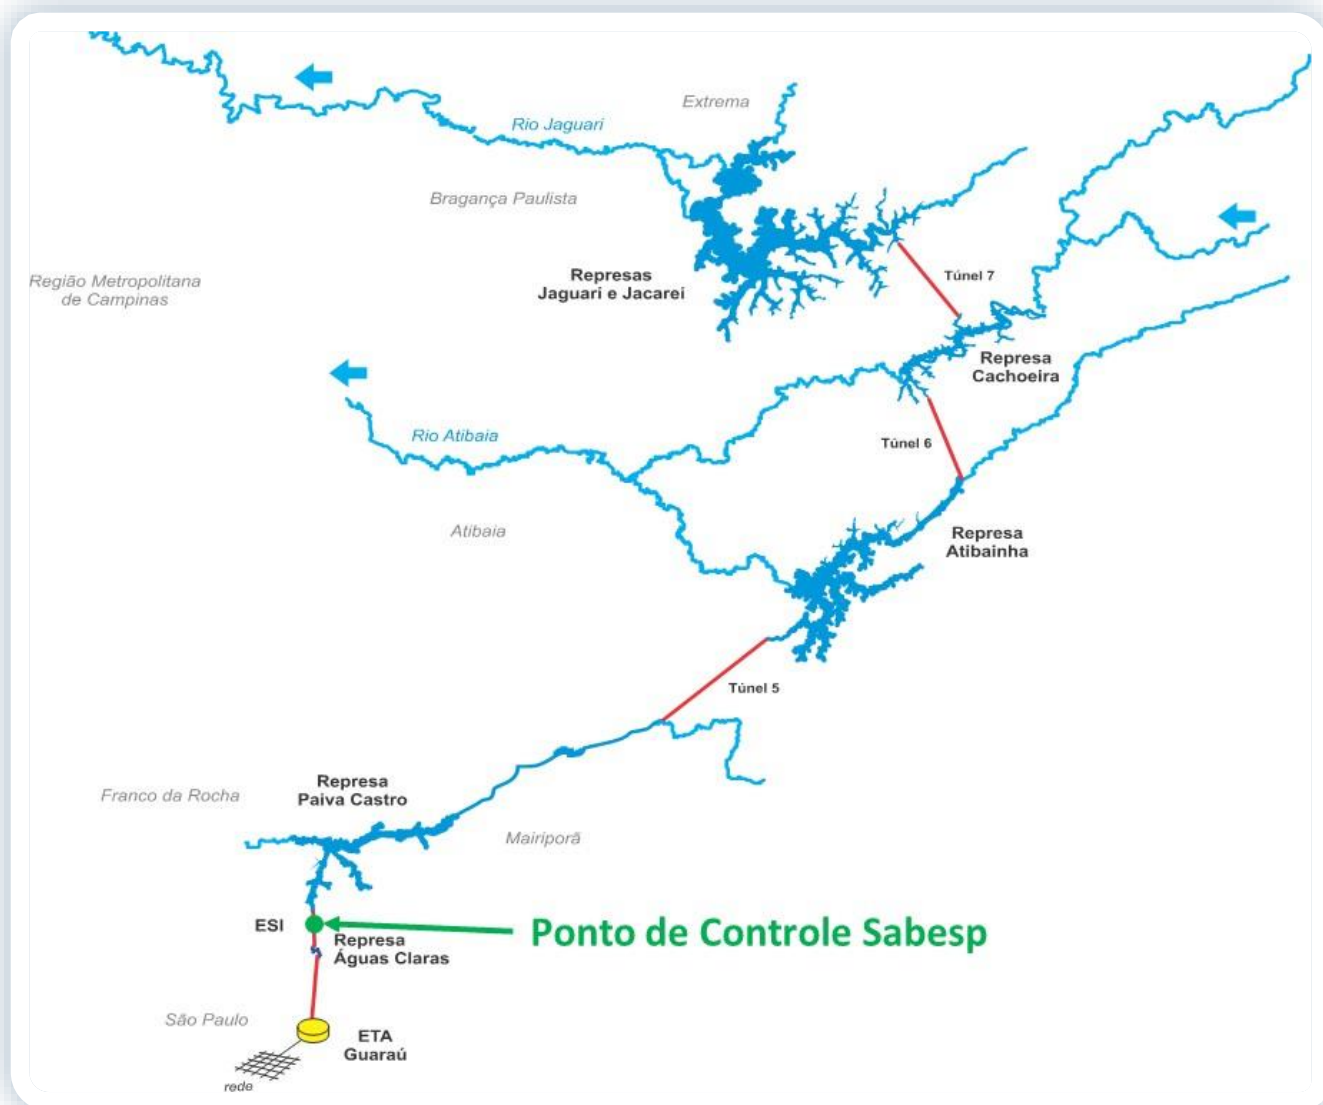 Extrema
Rio Jaguari
Bragança Paulista
Represas
Jaguari e Jacarei
Túnel 7
Região Metropolitana
de Campinas
Represa
Cachoeira
Rio Atibaia
Túnel 6
Atibaia
Represa
Atibainha
Túnel 5
Represa
Paiva Castro
Franco da Rocha
Mairiporã
ESI
Ponto de Controle Sabesp
Represa
Águas Claras
São Paulo
ETA
Guaraú
rede